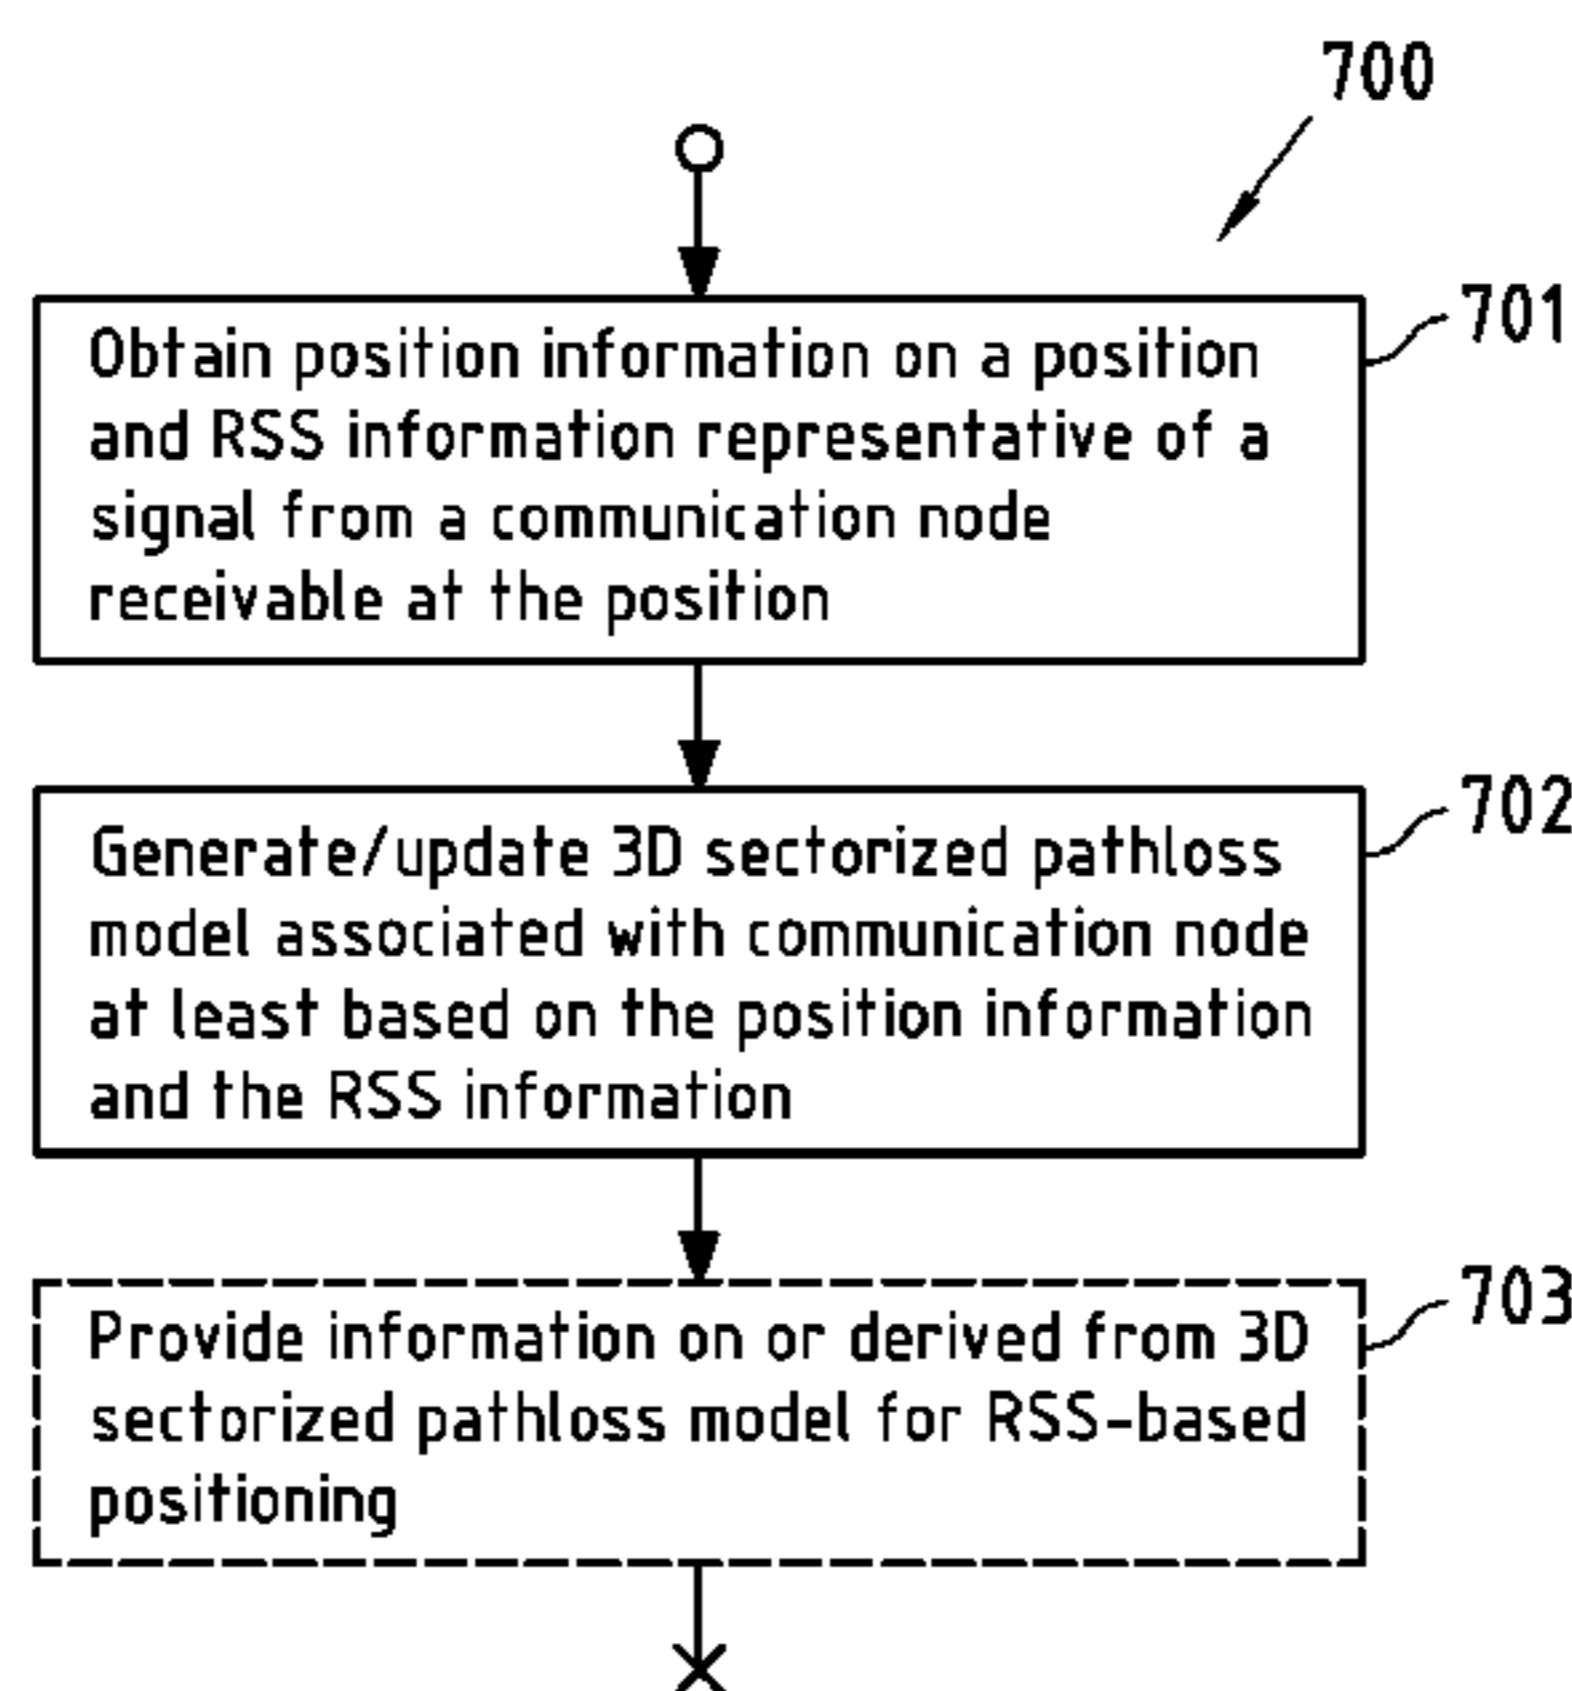 700
701
Obtain position information on a position
and RSS information representative of a
signal from a communication node
receivable at the position
702
Generate/update 3D sectorized pathloss
model associated with communication node
at least based on the position information
and the RSS information
703
Provide information on or derived from 3D
sectorized pathloss model for RSS-based
positioning